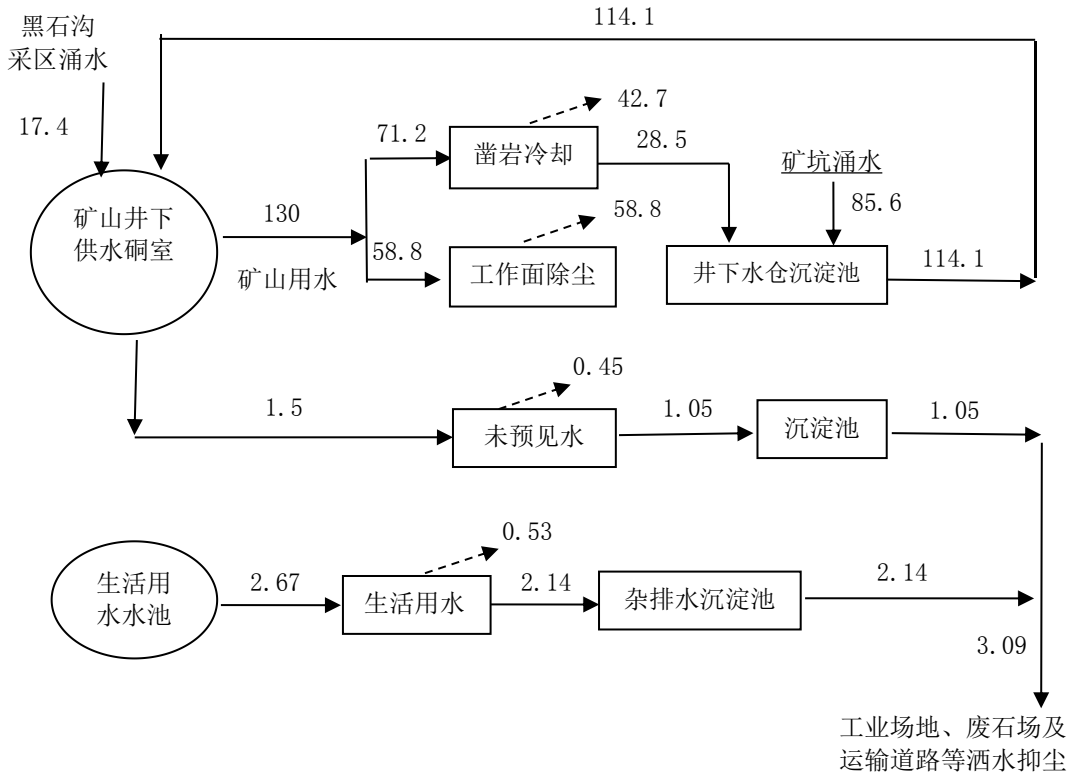 114.1
黑石沟
采区涌水
17.4
42.7
71.2
凿岩冷却
28.5
矿坑涌水
85.6
矿山井下
供水硐室
130
矿山用水
58.8
58.8
工作面除尘
井下水仓沉淀池
114.1
1.5
0.45
未预见水
1.05
沉淀池
1.05
0.53
生活用
水水池
2.67
生活用水
2.14
杂排水沉淀池
2.14
3.09
工业场地、废石场及
运输道路等洒水抑尘